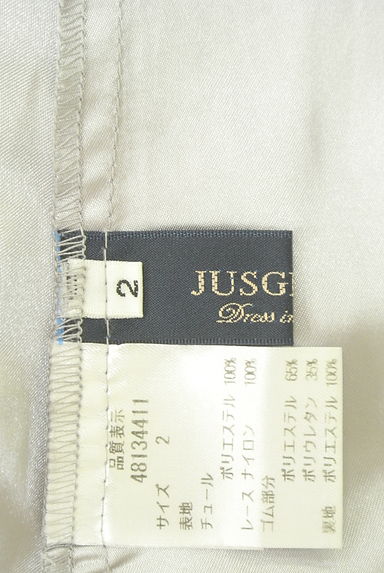 2
JUSGL
Dress in
品質表示
48134411
サイズ 2
表地
チュール ポリエステル 100%
レース ナイロン 100%
ゴム部分
ポリエステル 65%
ポリウレタン 35%
裏地 ポリエステル 100%